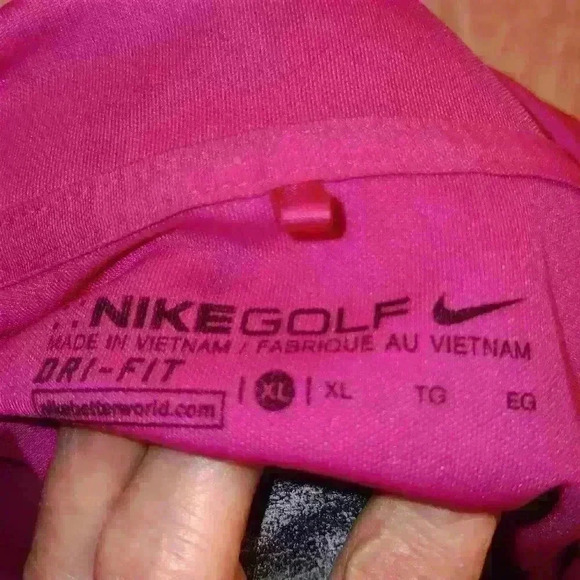 NIKEGOLF
MADE IN VIETNAM / FABRIQUE AU VIETNAM
DRI-FIT
nikebetterworld.com
| XL | XL TG EG